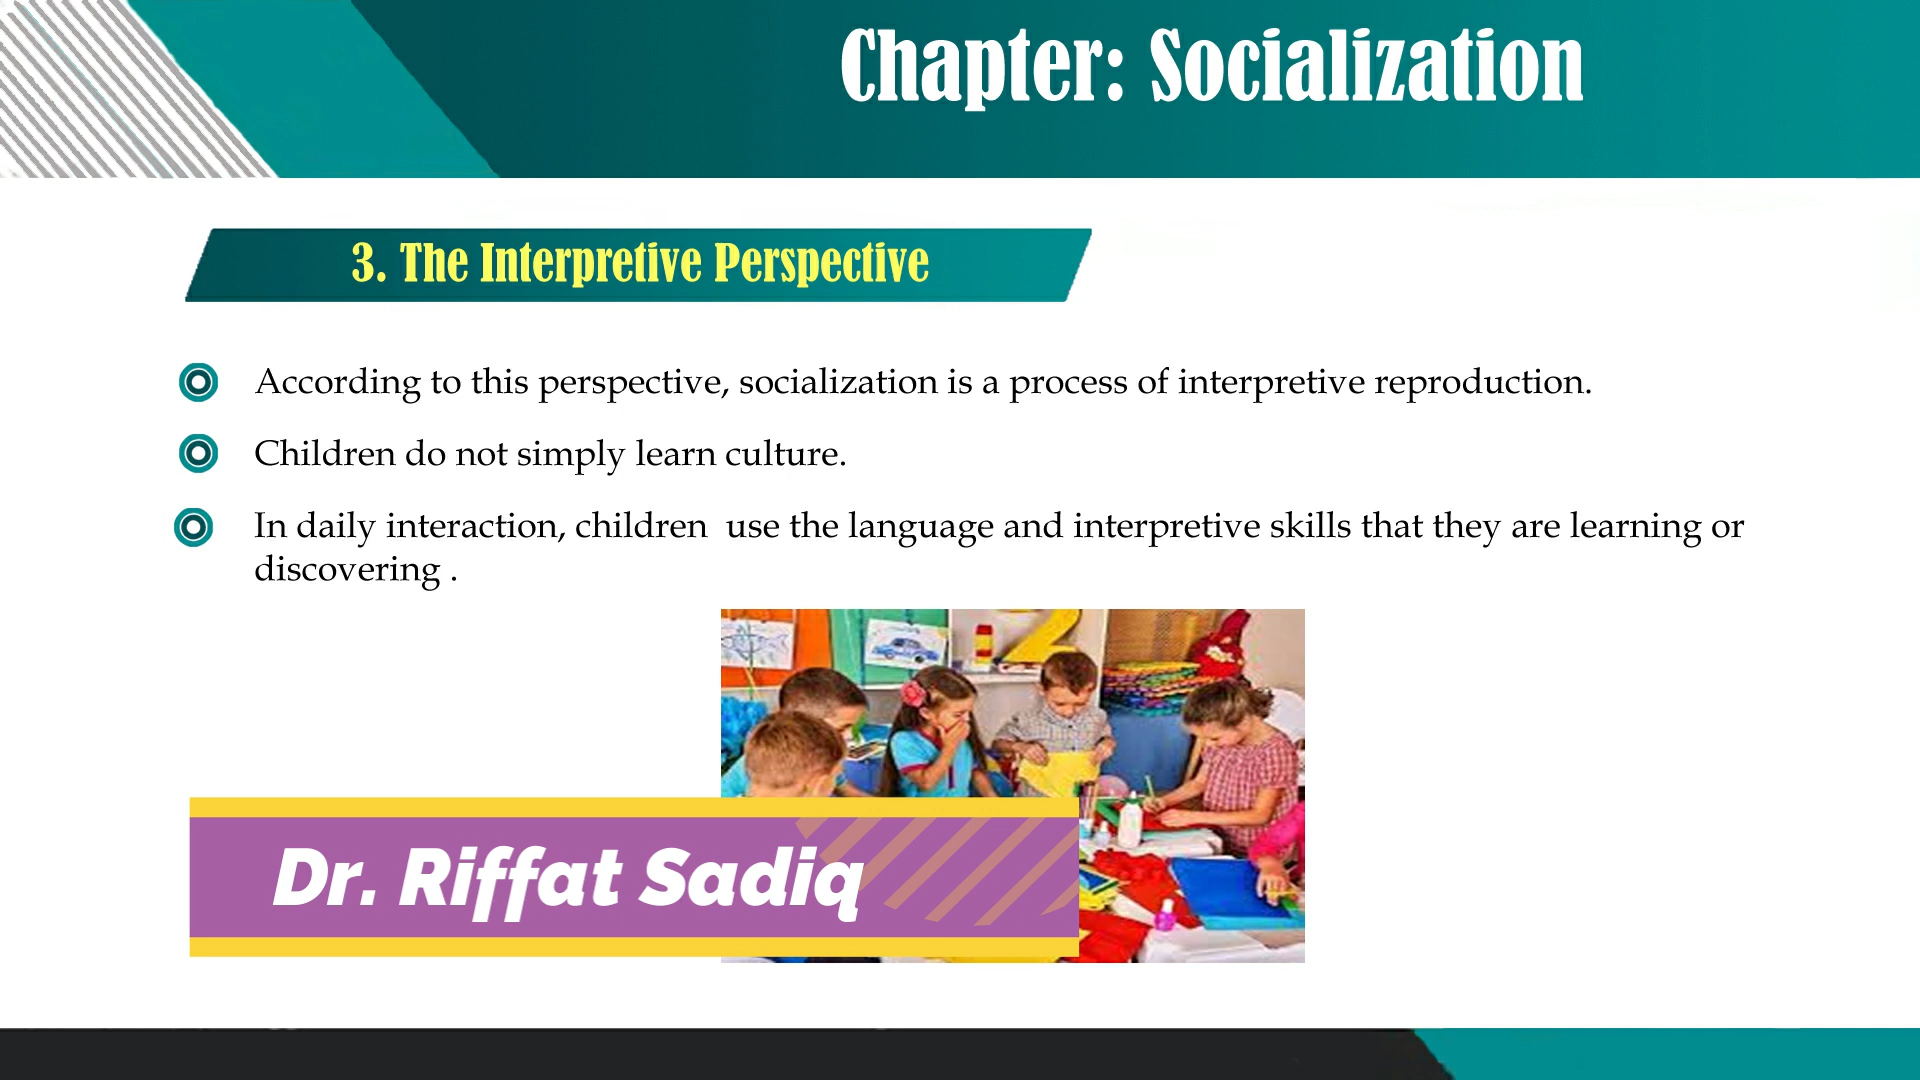 Chapter: Socialization
3. The Interpretive Perspective
According to this perspective, socialization is a process of interpretive reproduction.
Children do not simply learn culture.
In daily interaction, children  use the language and interpretive skills that they are learning or
discovering .
2
Dr. Riffat Sadiq